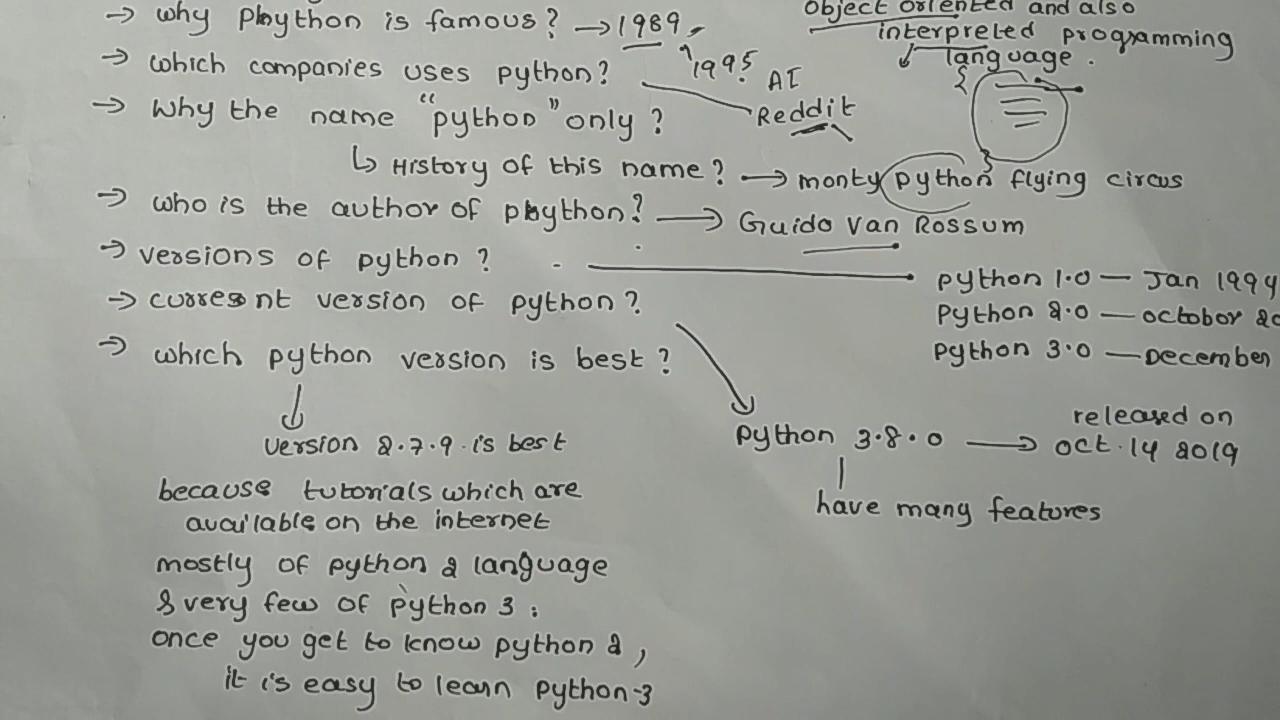 → why Phython is famous? → 1989
object oriented and also
interpreted programming
language.
→ which companies uses python?
1995
AI
Reddit
→ why the name "python" only?
↳ History of this name? → monty python flying circus
→ who is the author of phython? → Guido Van Rossum
→ versions of python?
python 1.0 — Jan 1994
Python 2.0 — october 20
Python 3.0 — December
→ current version of python?
→ which python version is best?
version 2.7.9. is best
because tutorials which are
available on the internet
mostly of python 2 language
& very few of python 3.
once you get to know python 2,
it is easy to learn python-3
python 3.8.0 → released on
oct.14 2019
have many features